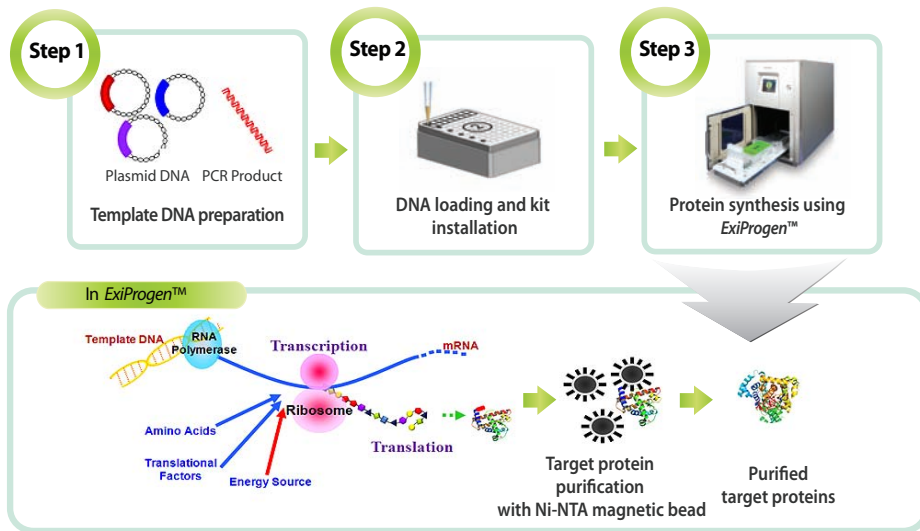 Step 1
Step 2
Step 3
Plasmid DNA
PCR Product
Template DNA preparation
DNA loading and kit
installation
Protein synthesis using
ExiProgen™
In ExiProgen™
Template DNA
RNA
Polymerase
Transcription
mRNA
Ribosome
Amino Acids
Translational
Factors
Energy Source
Translation
Target protein
purification
with Ni-NTA magnetic bead
Purified
target proteins